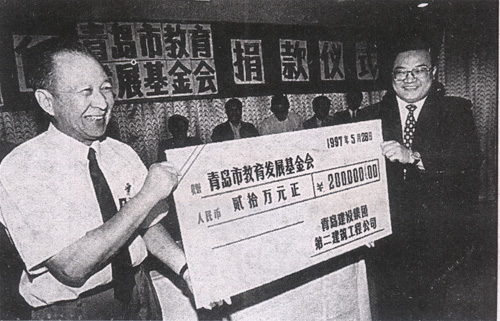 青岛市教育
发展基金会
捐款仪式
1997年5月28日
青岛市教育发展基金会
人民币 贰拾万元正 ¥200000:00
青岛建设集团
第二建筑工程公司